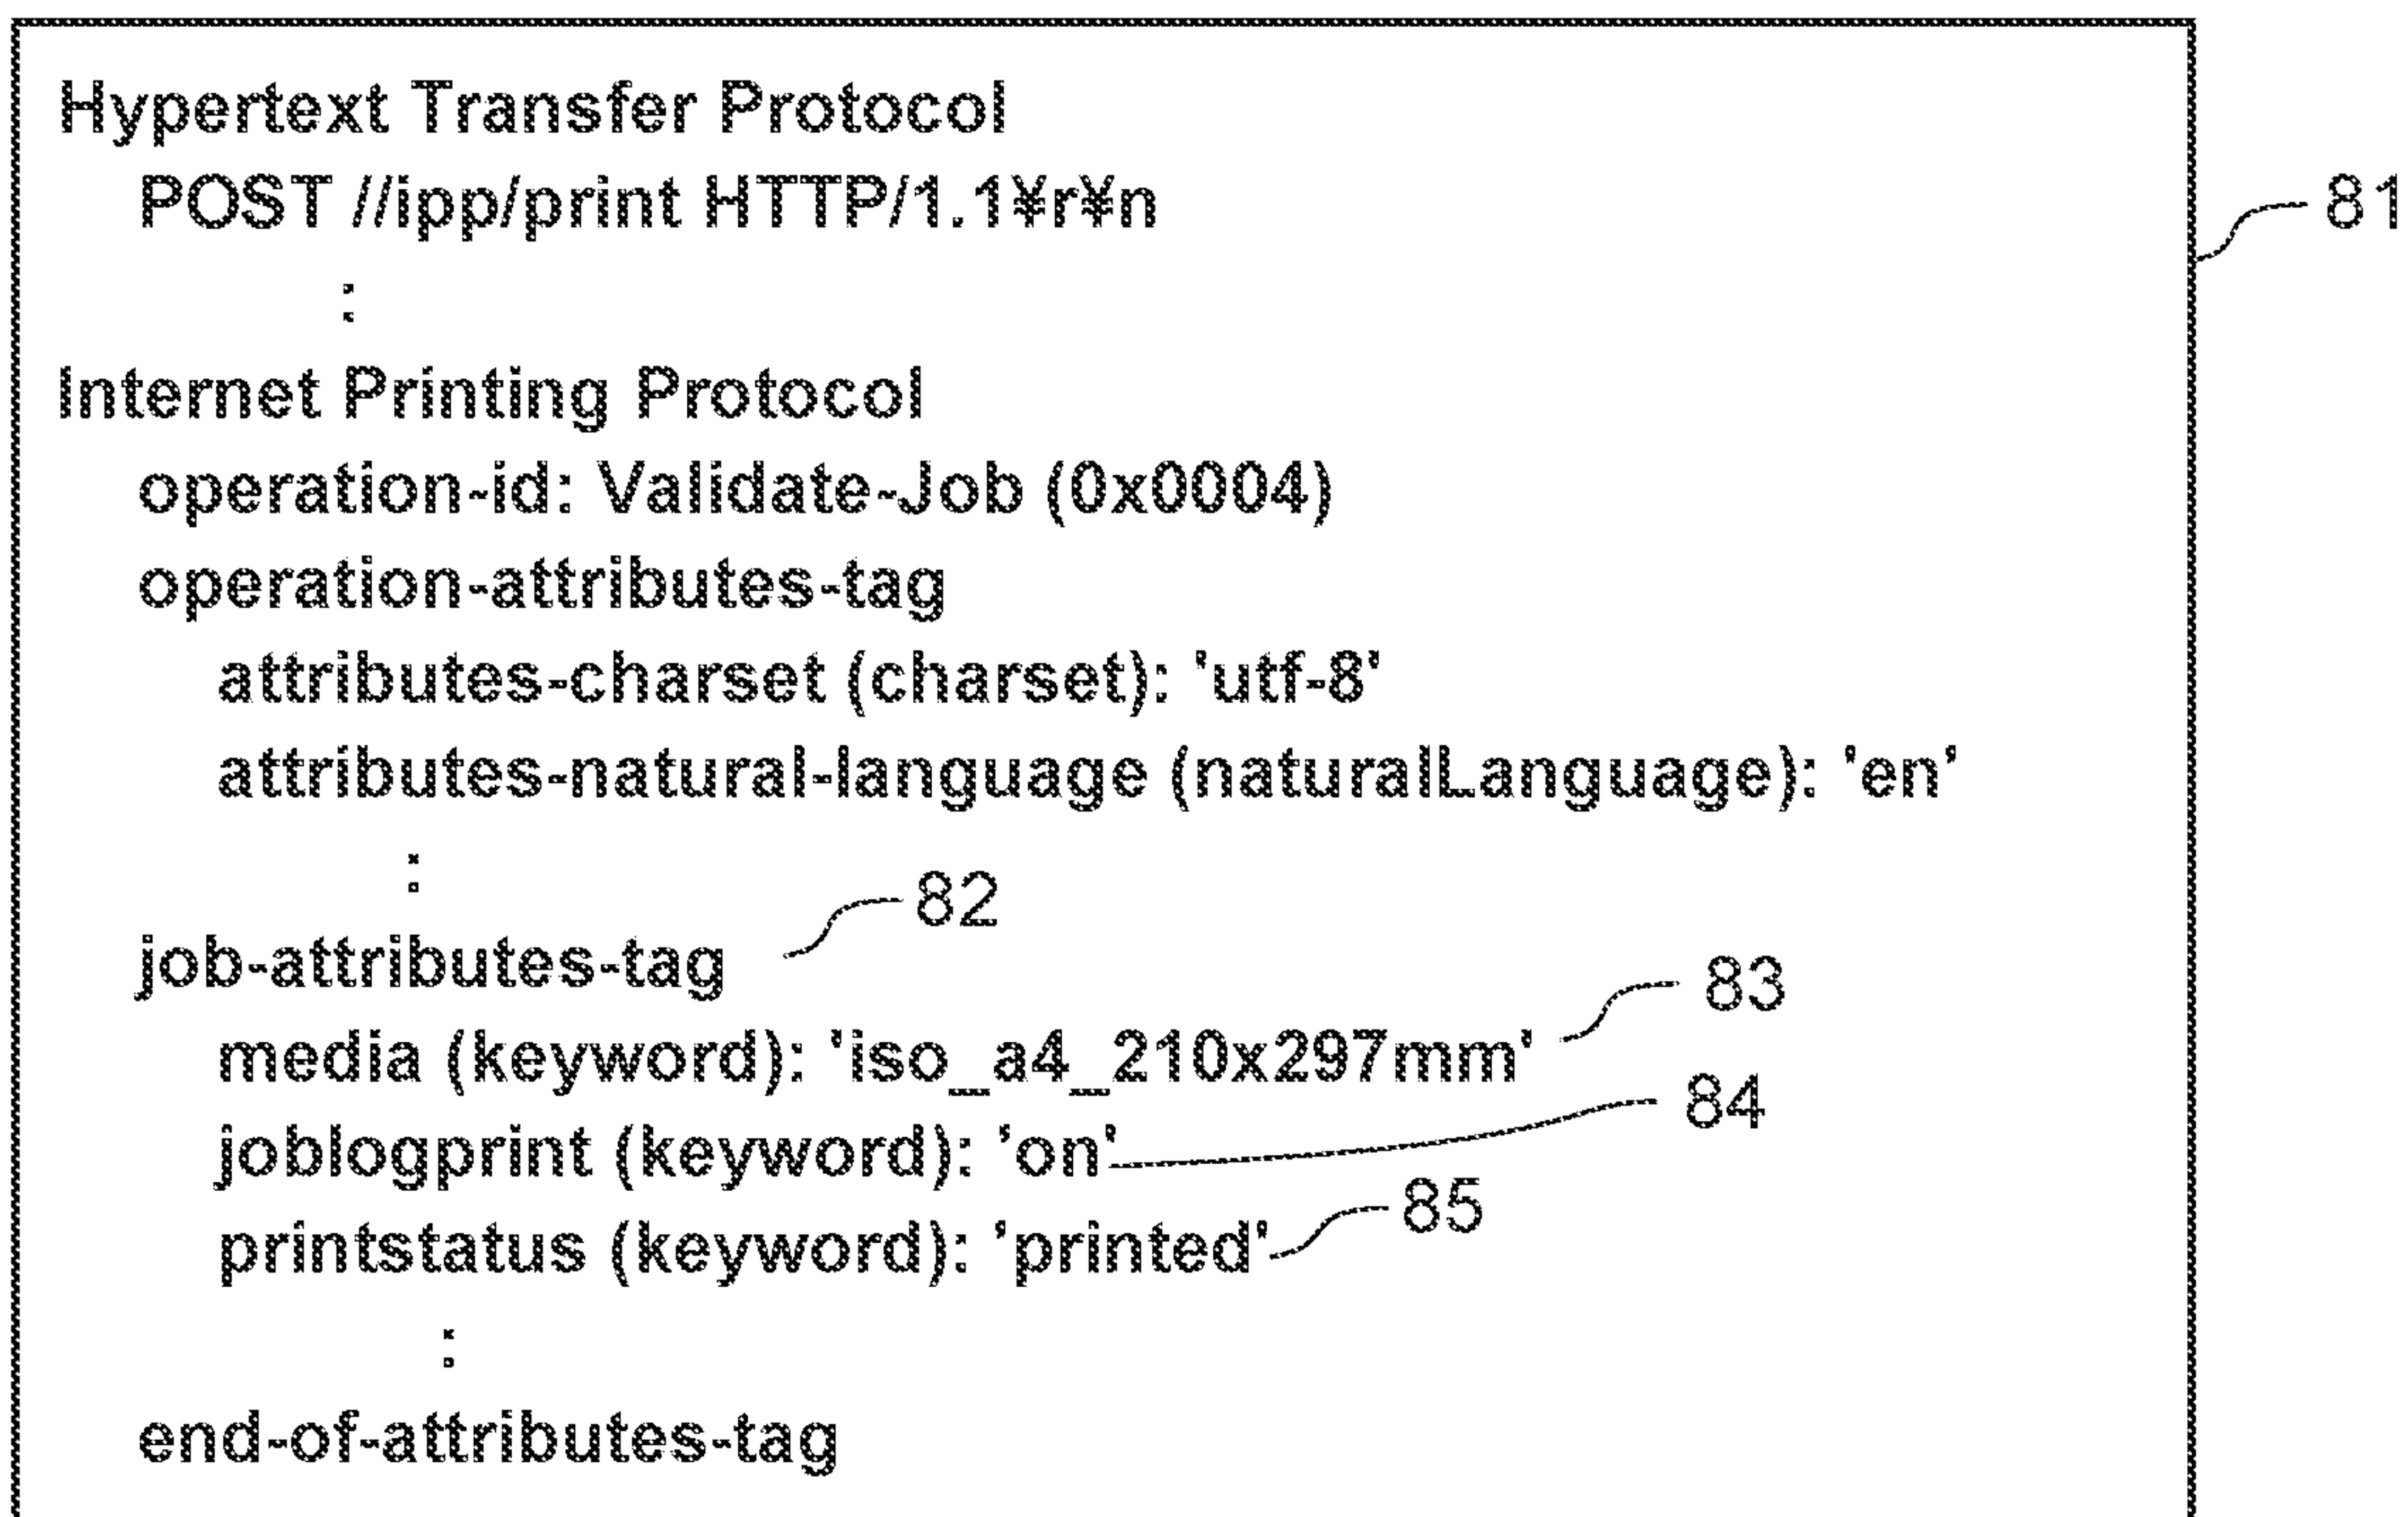 Hypertext Transfer Protocol
POST //ipp/print HTTP/1.1¥r¥n
81
:
Internet Printing Protocol
operation-id: Validate-Job (0x0004)
operation-attributes-tag
attributes-charset (charset): 'utf-8'
attributes-natural-language (naturalLanguage): 'en'
:
82
job-attributes-tag
83
media (keyword): 'iso_a4_210x297mm'
84
joblogprint (keyword): 'on'
85
printstatus (keyword): 'printed'
:
end-of-attributes-tag